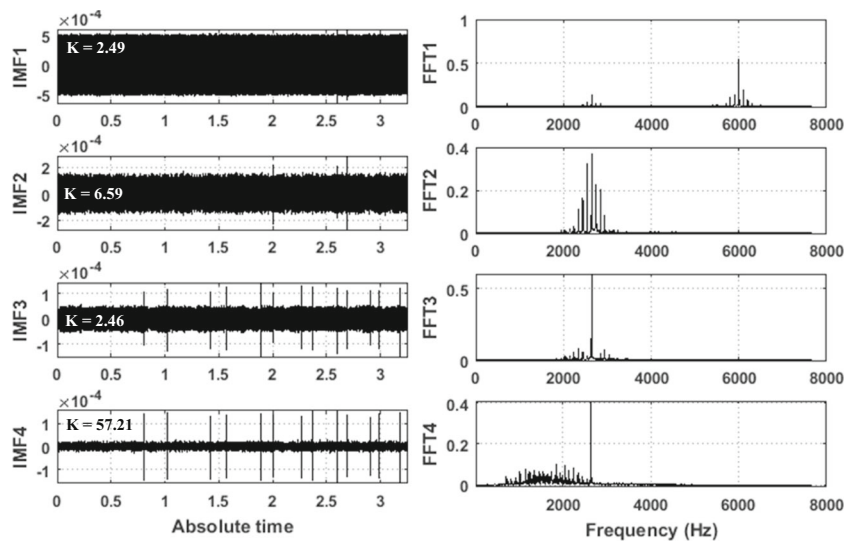 ×10⁻⁴
IMF1
5
0
-5
K = 2.49
0 0.5 1 1.5 2 2.5 3
FFT1
1
0.5
0
0 2000 4000 6000 8000
×10⁻⁴
IMF2
2
0
-2
K = 6.59
0 0.5 1 1.5 2 2.5 3
FFT2
0.4
0.2
0
0 2000 4000 6000 8000
×10⁻⁴
IMF3
1
0
-1
K = 2.46
0 0.5 1 1.5 2 2.5 3
FFT3
0.5
0
0 2000 4000 6000 8000
×10⁻⁴
IMF4
1
0
-1
K = 57.21
0 0.5 1 1.5 2 2.5 3
Absolute time
FFT4
0.4
0.2
0
0 2000 4000 6000 8000
Frequency (Hz)